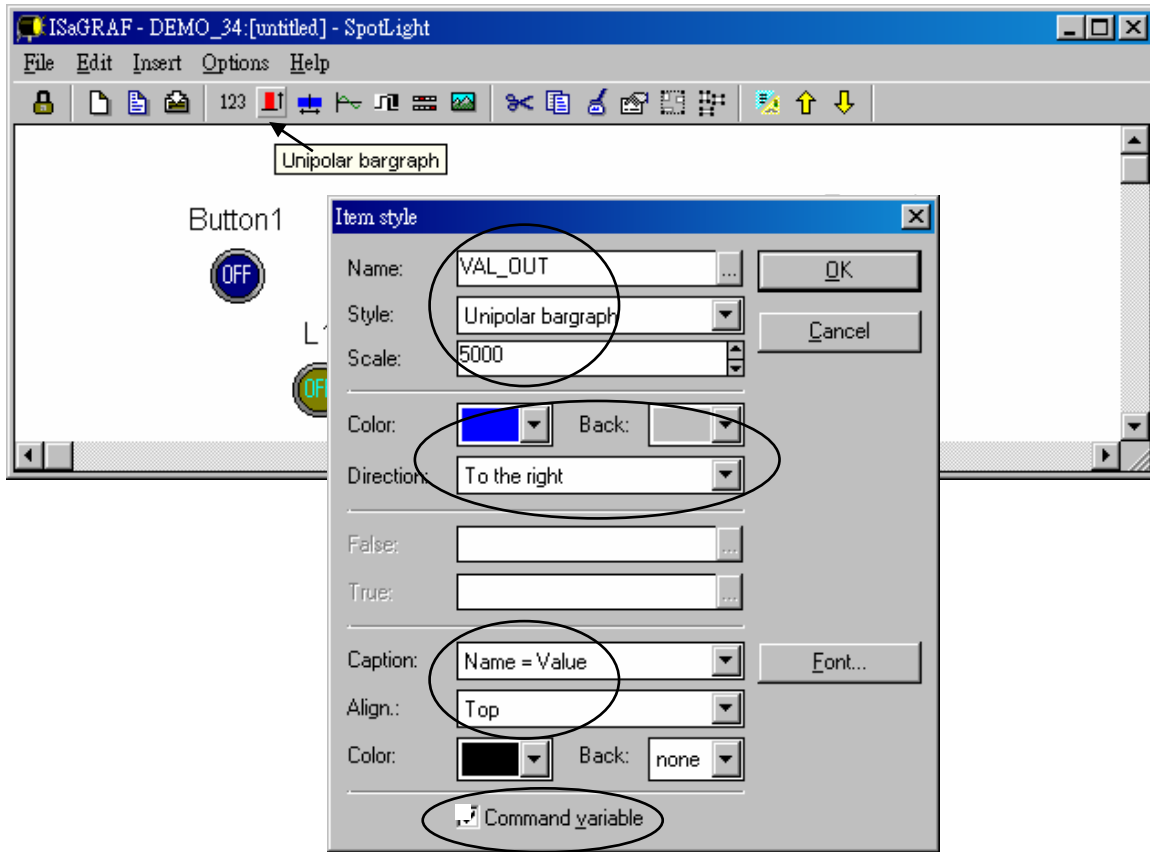 ISaGRAF - DEMO_34:[untitled] - SpotLight
File Edit Insert Options Help
123
Unipolar bargraph
Button1
OFF
L1
OFF
Item style
Name: VAL_OUT ...
OK
Style: Unipolar bargraph
Cancel
Scale: 5000
Color: Back:
Direction: To the right
False: ...
True: ...
Caption: Name = Value
Font...
Align.: Top
Color: Back: none
Command variable